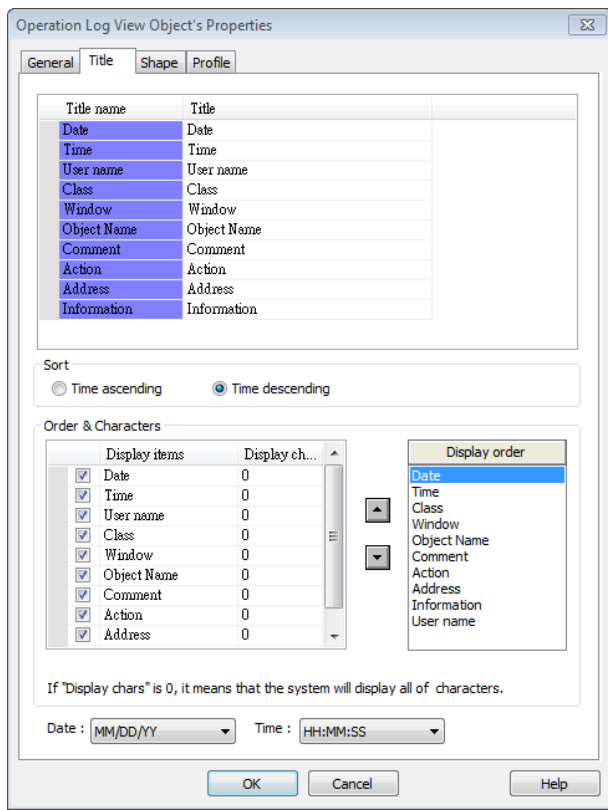 Operation Log View Object's Properties
General Title Shape Profile
Title name Title
Date Date
Time Time
User name User name
Class Class
Window Window
Object Name Object Name
Comment Comment
Action Action
Address Address
Information Information
Sort
Time ascending Time descending
Order & Characters
Display items Display ch...
Date 0
Time 0
User name 0
Class 0
Window 0
Object Name 0
Comment 0
Action 0
Address 0
Display order
Date
Time
Class
Window
Object Name
Comment
Action
Address
Information
User name
If "Display chars" is 0, it means that the system will display all of characters.
Date : MM/DD/YY Time : HH:MM:SS
OK Cancel Help